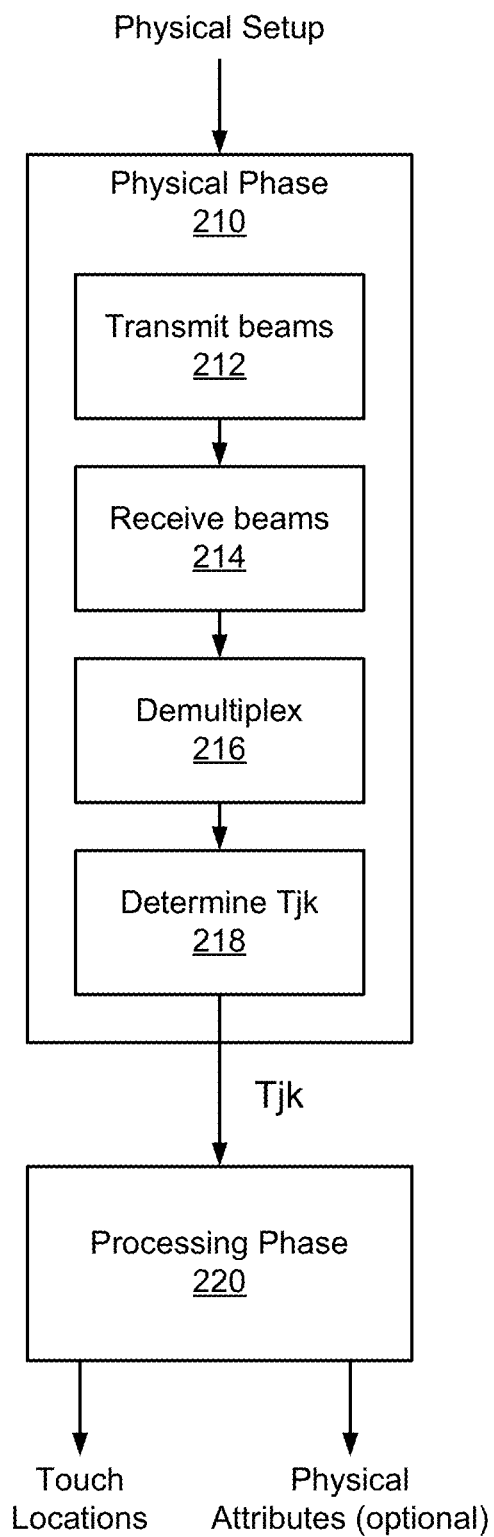 Physical Setup
Physical Phase
210
Transmit beams
212
Receive beams
214
Demultiplex
216
Determine Tjk
218
Tjk
Processing Phase
220
Touch
Locations
Physical
Attributes (optional)